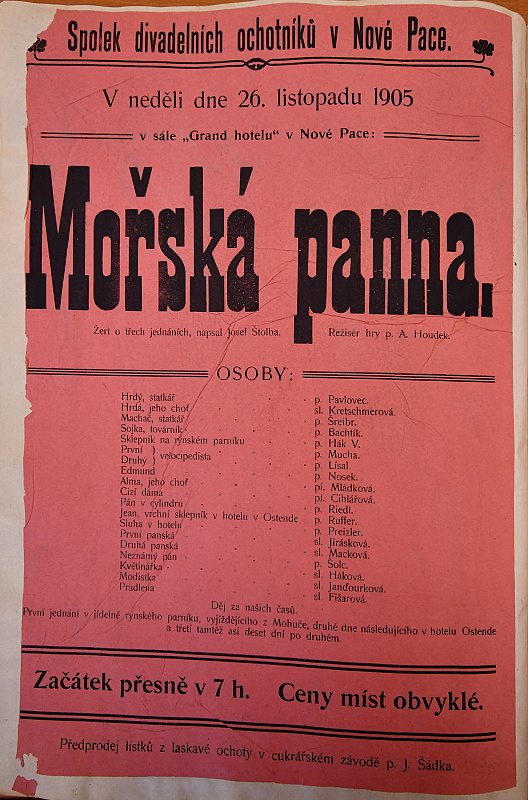 Spolek divadelních ochotníků v Nové Pace.
V neděli dne 26. listopadu 1905
v sále „Grand hotelu“ v Nové Pace:
Mořská panna.
Žert o třech jednáních, napsal Josef Štolba. Režisér hry p. A. Houdek.
OSOBY:
Hrdý, statkář - - - - p. Pavlovec.
Hrdá, jeho choť - - - - sl. Kretschmerová.
Machač, statkář - - - - p. Šreibr.
Sojka, továrník - - - - p. Bachtík.
Sklepník na rýnském parníku - - - p. Hák V.
První } velocipedista - - - p. Mucha.
Druhý } - - - p. Lísal.
Edmund - - - - p. Nosek.
Alma, jeho choť - - - - pí. Mládková.
Cizí dáma - - - - pí. Cihlářová.
Pán v cylindru - - - - p. Riedl.
Jean, vrchní sklepník v hotelu v Ostende - p. Ruffer.
Sluha v hotelu - - - - p. Preizler.
První panská - - - - sl. Jirásková.
Druhá panská - - - - sl. Macková.
Neznámý pán - - - - p. Šolc.
Květinářka - - - - sl. Háková.
Modistka - - - - sl. Janďourková.
Pradlena - - - - sl. Fišarová.
Děj za našich časů.
První jednání v jídelně rýnského parníku, vyjíždějícího z Mohuče, druhé dne následujícího v hotelu Ostende
a třetí tamtéž asi deset dní po druhém.
Začátek přesně v 7 h. Ceny míst obvyklé.
Předprodej lístků z laskavé ochoty v cukrářském závodě p. J. Šádka.